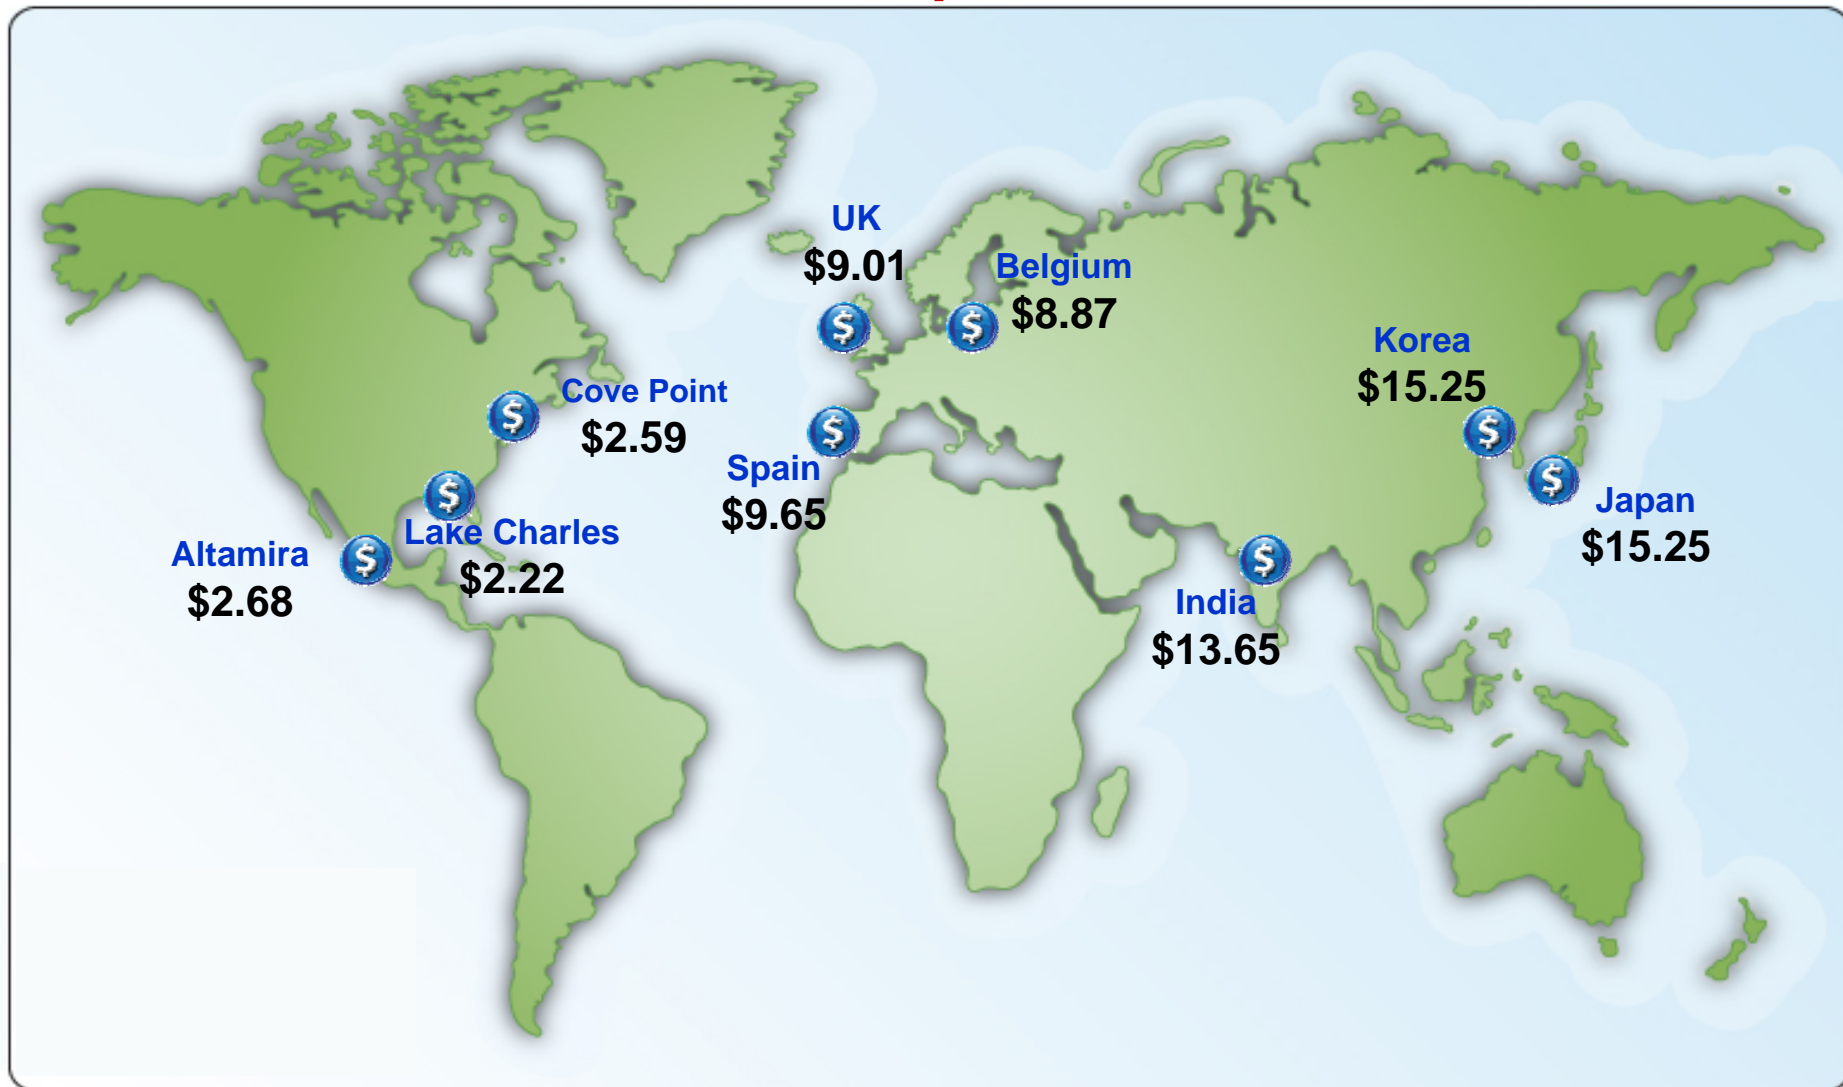 UK
$9.01
Belgium
$8.87
Korea
$15.25
Cove Point
$2.59
Spain
$9.65
Japan
$15.25
Lake Charles
$2.22
Altamira
$2.68
India
$13.65